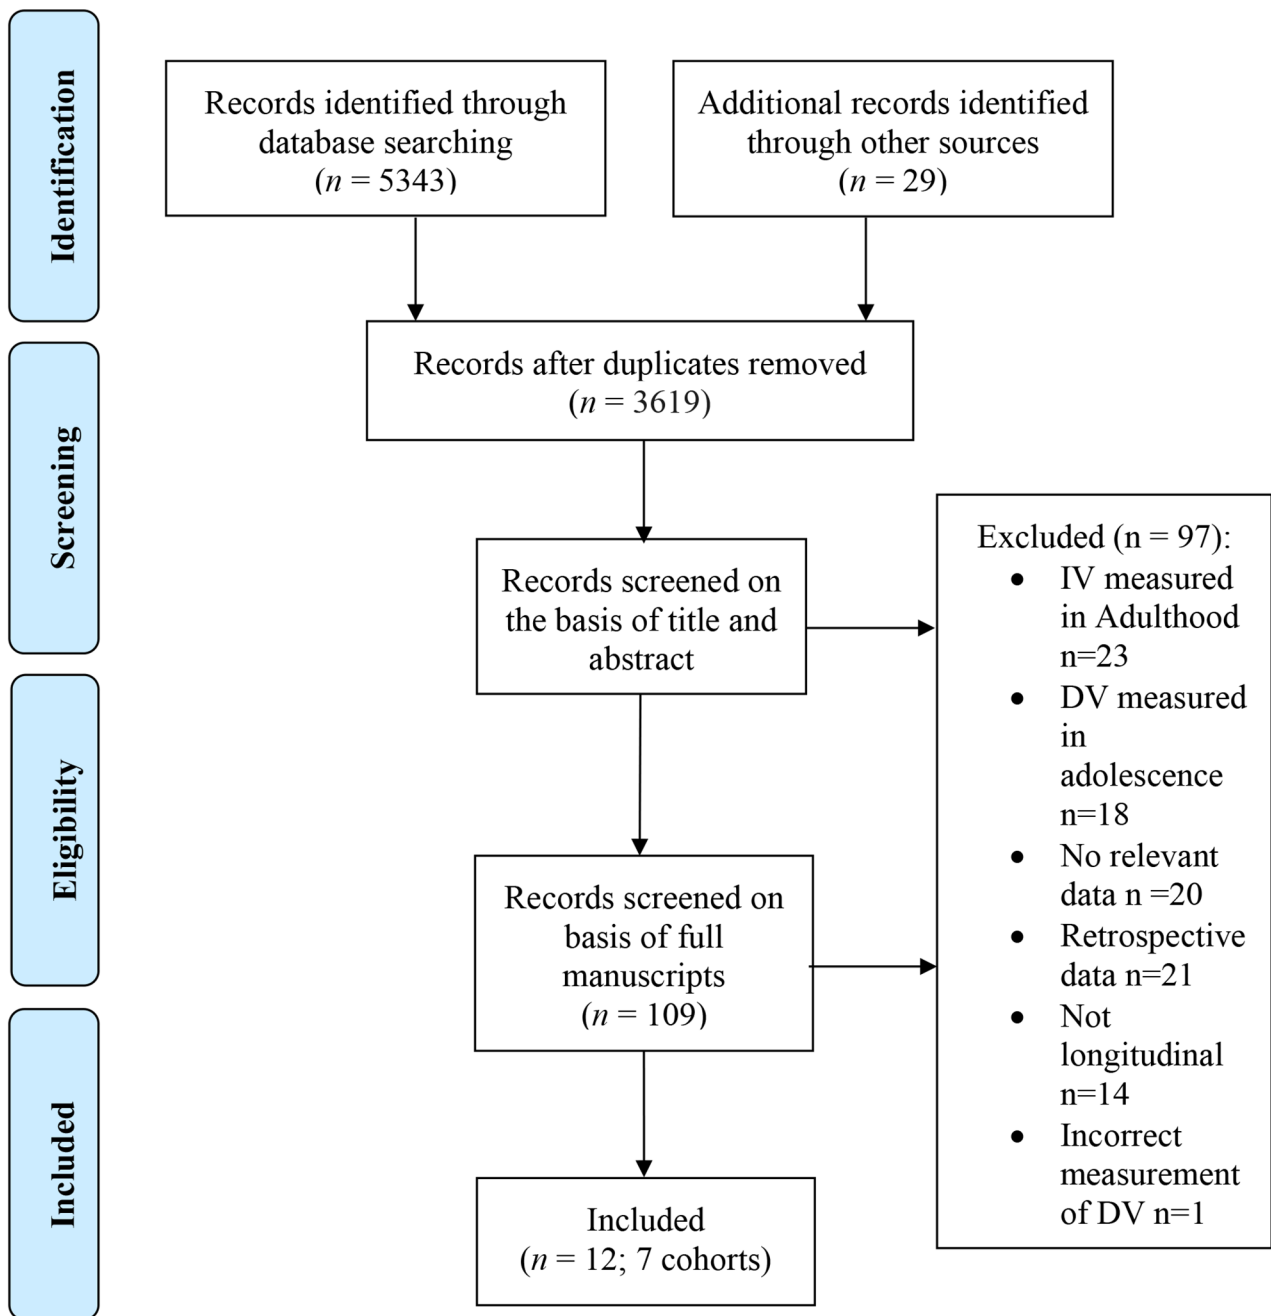 Identification
Records identified through
database searching
(n = 5343)
Additional records identified
through other sources
(n = 29)
Records after duplicates removed
(n = 3619)
Screening
Records screened on
the basis of title and
abstract
Excluded (n = 97):
• IV measured
in Adulthood
n=23
• DV measured
in
adolescence
n=18
• No relevant
data n =20
• Retrospective
data n=21
• Not
longitudinal
n=14
• Incorrect
measurement
of DV n=1
Eligibility
Records screened on
basis of full
manuscripts
(n = 109)
Included
Included
(n = 12; 7 cohorts)